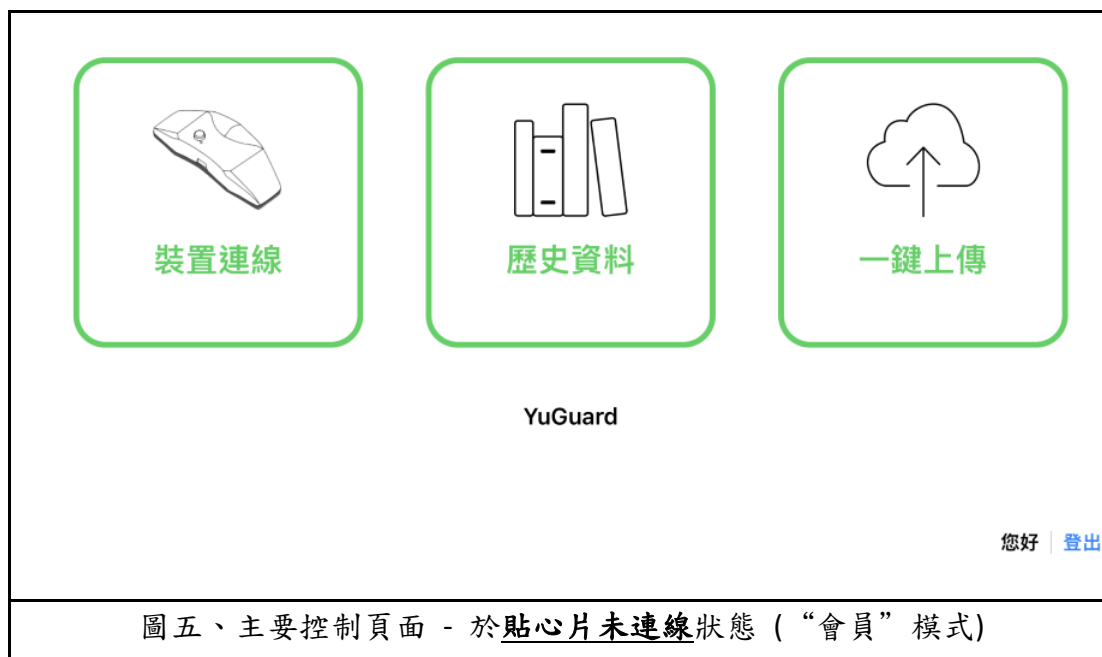 裝置連線
歷史資料
一鍵上傳
YuGuard
您好 登出
圖五、主要控制頁面 - 於貼心片未連線狀態 (“會員”模式)